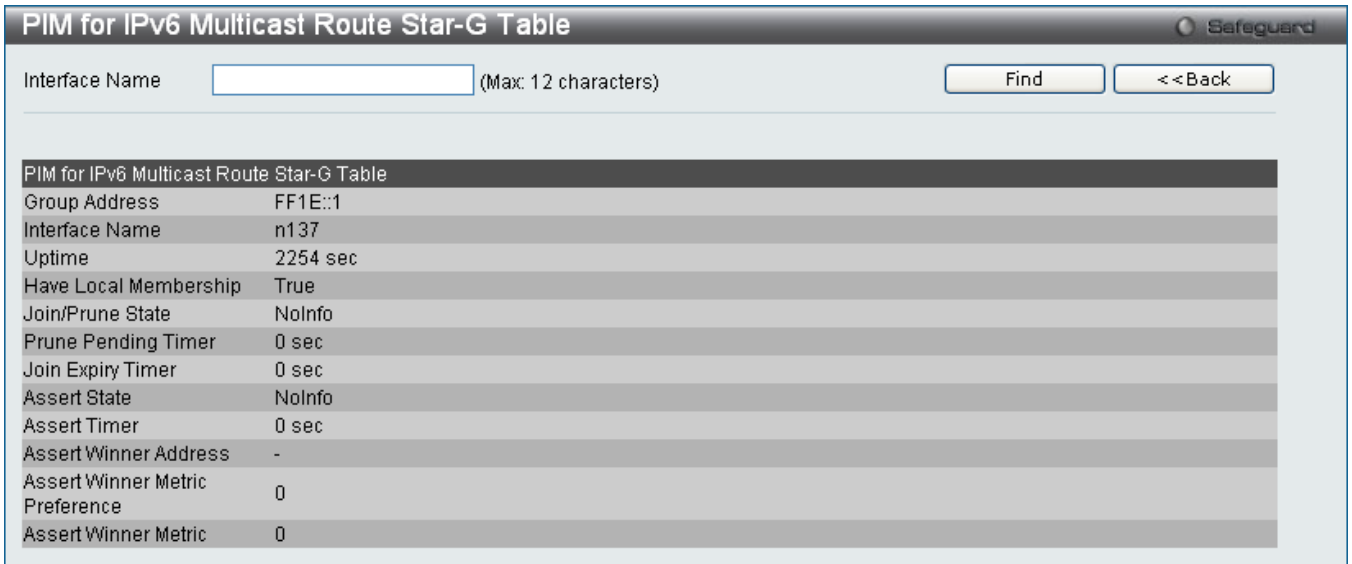 PIM for IPv6 Multicast Route Star-G Table Safeguard
Interface Name (Max: 12 characters) Find <<Back
PIM for IPv6 Multicast Route Star-G Table
Group Address FF1E::1
Interface Name n137
Uptime 2254 sec
Have Local Membership True
Join/Prune State NoInfo
Prune Pending Timer 0 sec
Join Expiry Timer 0 sec
Assert State NoInfo
Assert Timer 0 sec
Assert Winner Address -
Assert Winner Metric
Preference 0
Assert Winner Metric 0